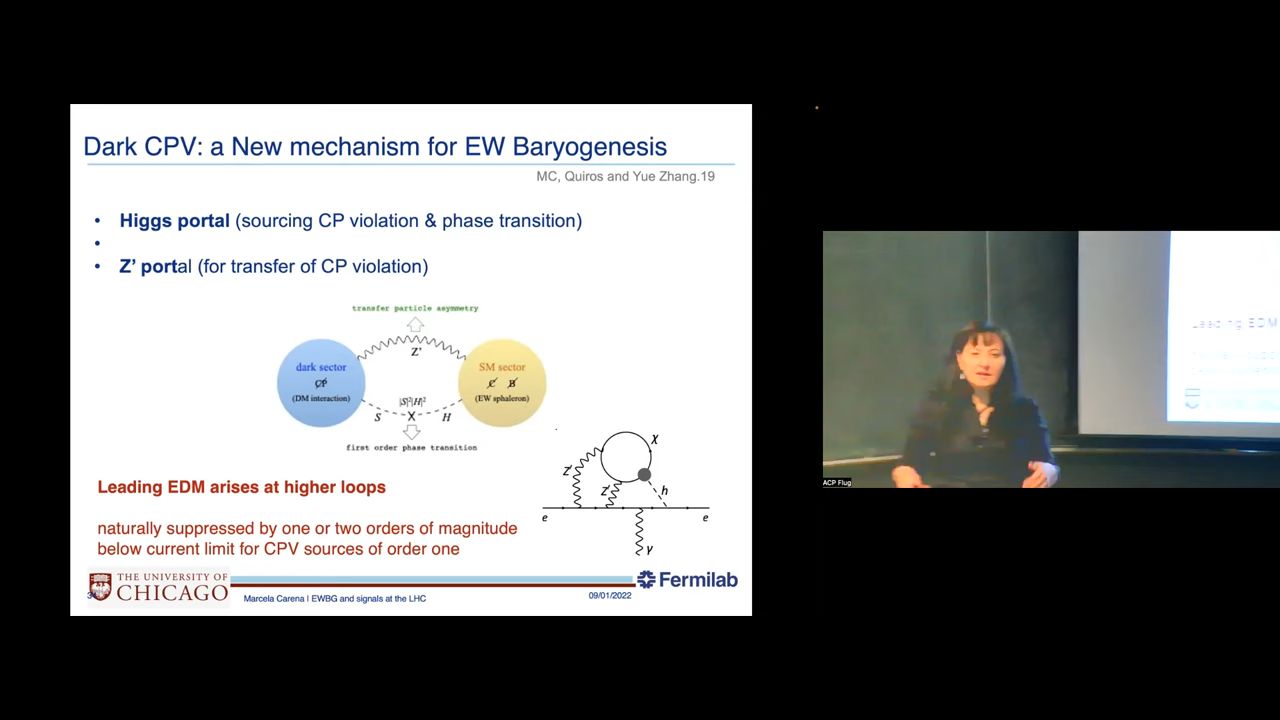 Dark CPV: a New mechanism for EW Baryogenesis
MC, Quiros and Yue Zhang.19
• Higgs portal (sourcing CP violation & phase transition)
•
• Z’ portal (for transfer of CP violation)
transfer particle asymmetry
Z'
dark sector
CP
(DM interaction)
SM sector
C B
(EW sphaleron)
|S|²|H|²
S X H
first order phase transition
χ
Z'
Z'
h
e e
γ
Leading EDM arises at higher loops
naturally suppressed by one or two orders of magnitude
below current limit for CPV sources of order one
THE UNIVERSITY OF
CHICAGO
Marcela Carena | EWBG and signals at the LHC
09/01/2022
Fermilab
Leading EDM
ACP Flug